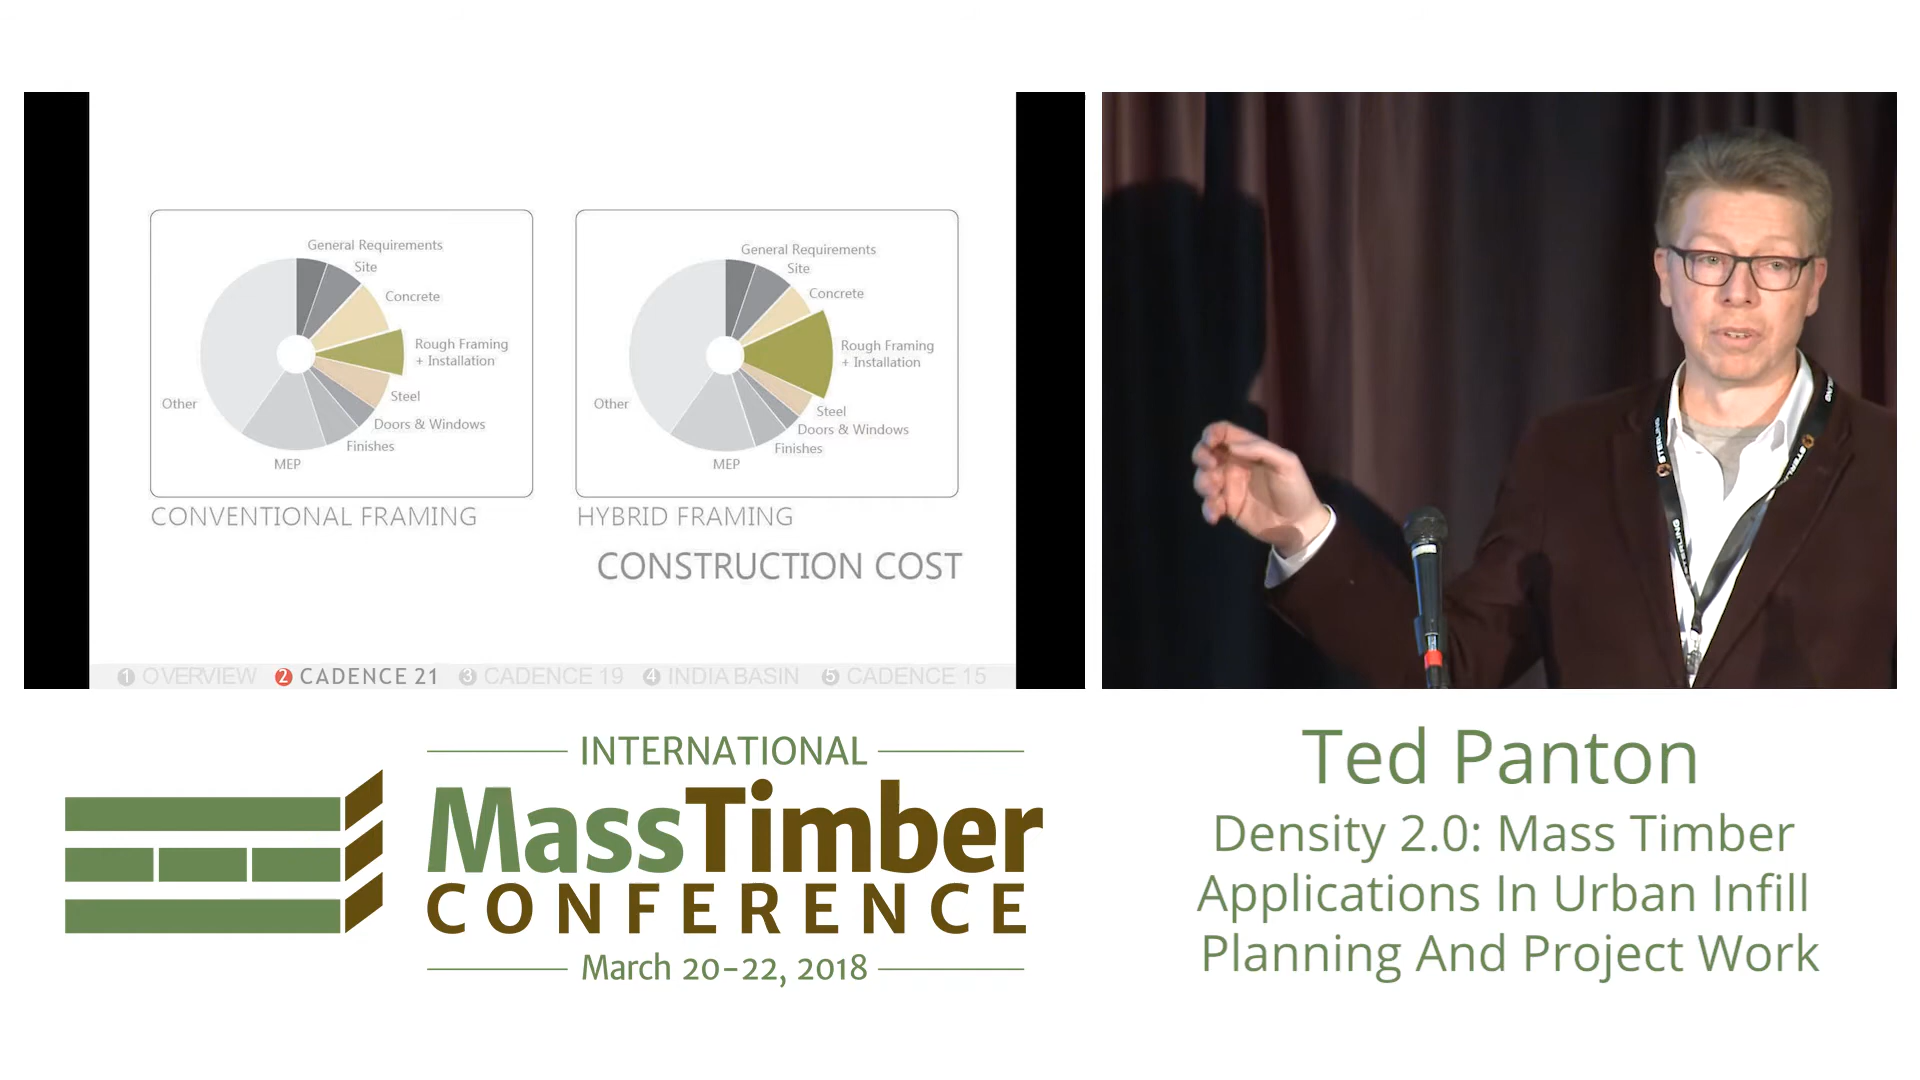 General Requirements
Site
Concrete
Rough Framing
+ Installation
Steel
Doors & Windows
Finishes
MEP
Other
CONVENTIONAL FRAMING
General Requirements
Site
Concrete
Rough Framing
+ Installation
Steel
Doors & Windows
Finishes
MEP
Other
HYBRID FRAMING
CONSTRUCTION COST
1 OVERVIEW 2 CADENCE 21 3 CADENCE 19 4 INDIA BASIN 5 CADENCE 15
STERLING
STERLING
STERLING
INTERNATIONAL
MassTimber
CONFERENCE
March 20-22, 2018
Ted Panton
Density 2.0: Mass Timber
Applications In Urban Infill
Planning And Project Work